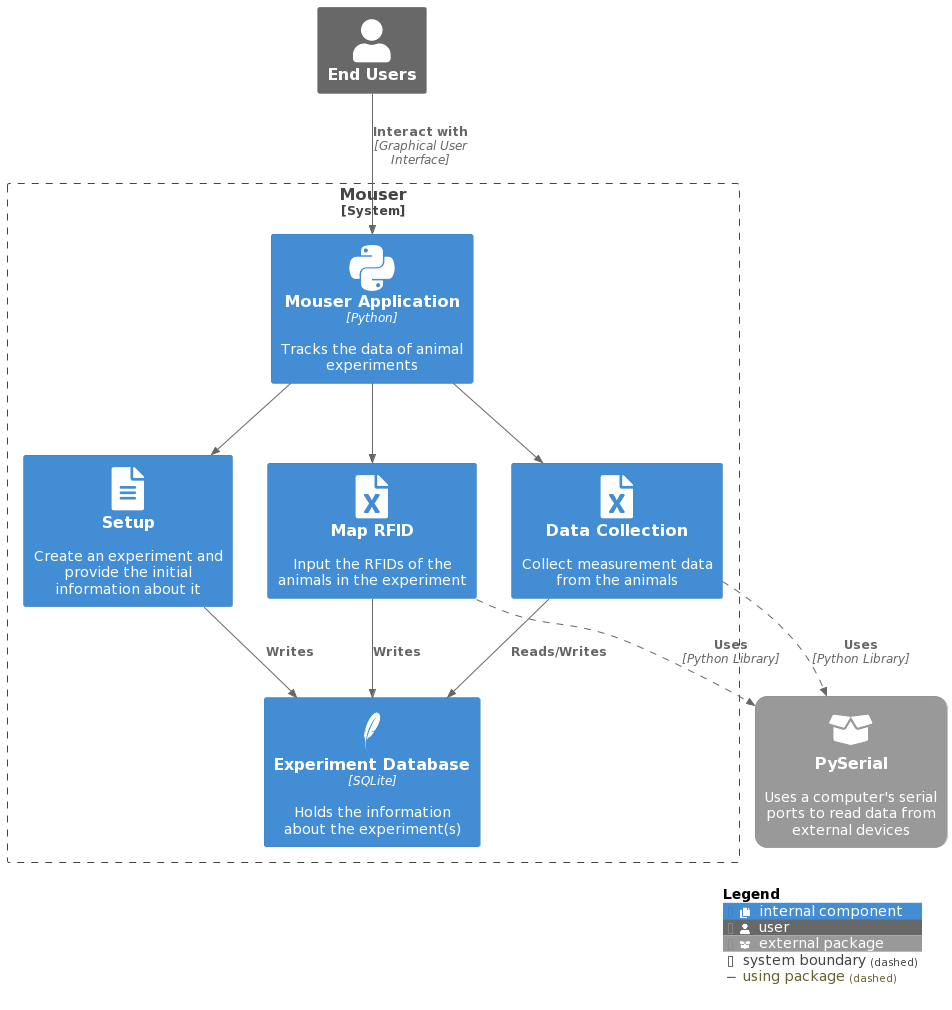 End Users
Interact with
[Graphical User
Interface]
Mouser
[System]
Mouser Application
[Python]
Tracks the data of animal
experiments
Setup
Create an experiment and
provide the initial
information about it
Map RFID
Input the RFIDs of the
animals in the experiment
Data Collection
Collect measurement data
from the animals
Writes
Writes
Reads/Writes
Uses
[Python Library]
Uses
[Python Library]
Experiment Database
[SQLite]
Holds the information
about the experiment(s)
PySerial
Uses a computer's serial
ports to read data from
external devices
Legend
internal component
user
external package
system boundary (dashed)
using package (dashed)